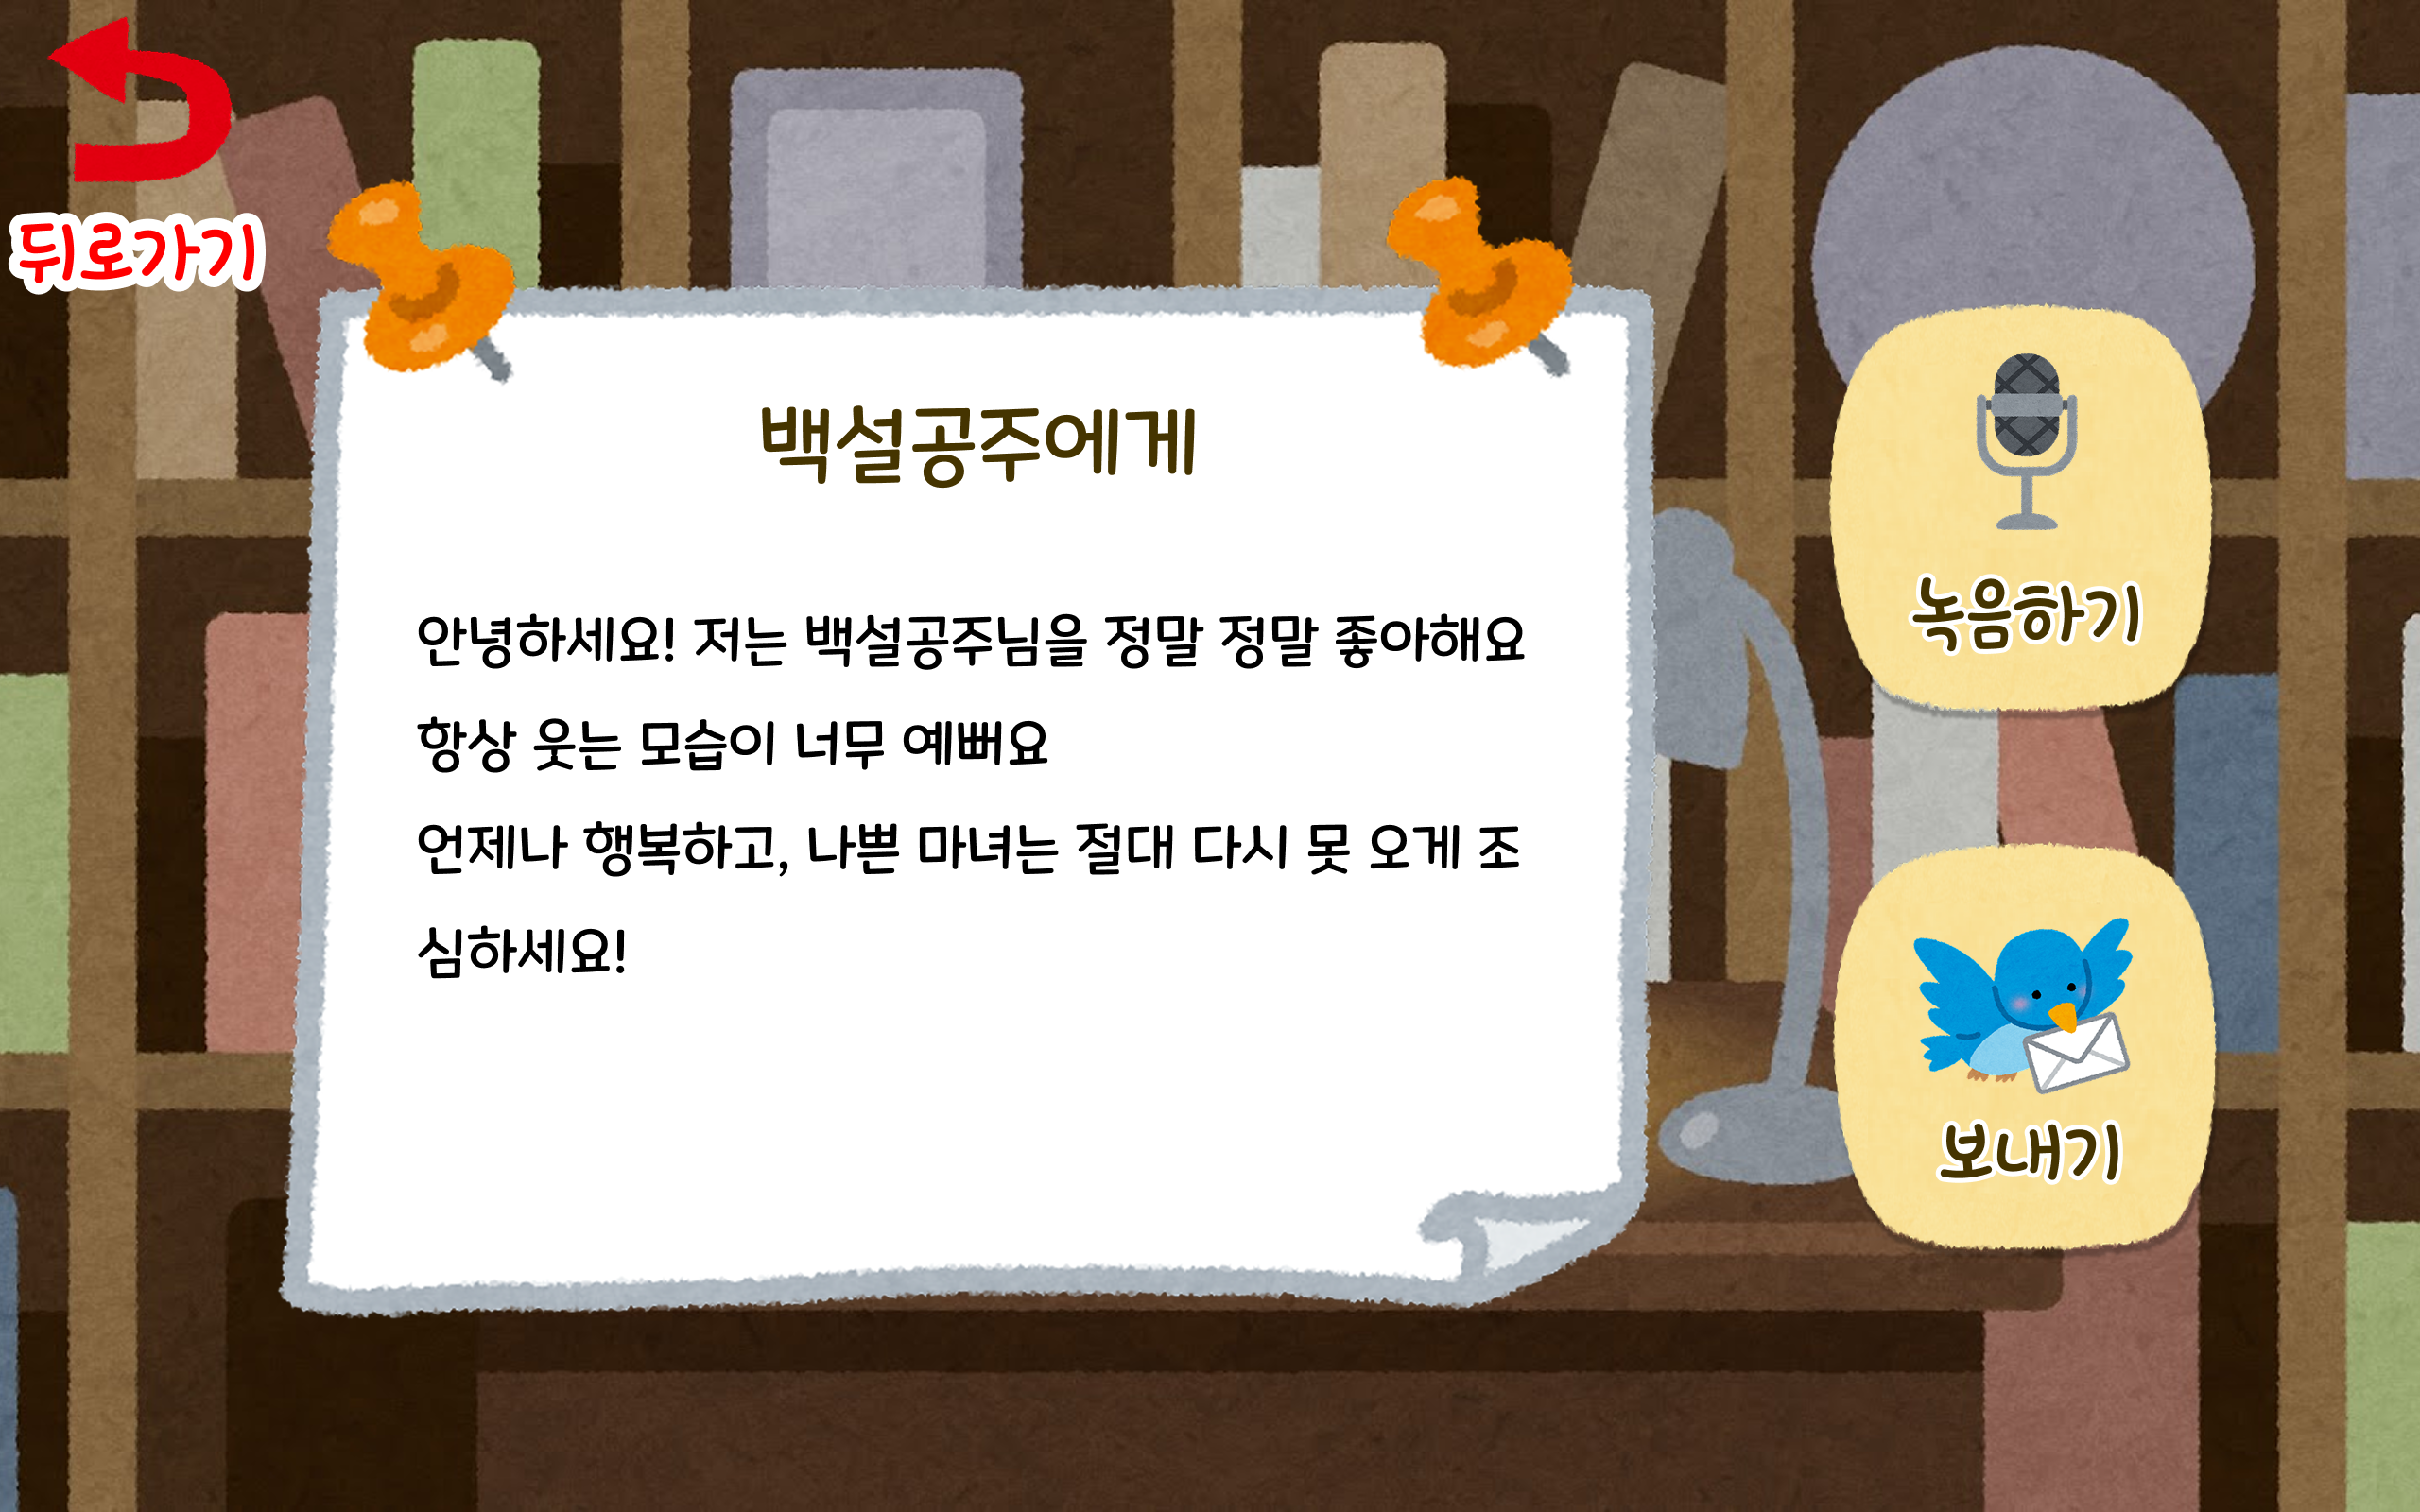 뒤로가기
백설공주에게
안녕하세요! 저는 백설공주님을 정말 정말 좋아해요
항상 웃는 모습이 너무 예뻐요
언제나 행복하고, 나쁜 마녀는 절대 다시 못 오게 조
심하세요!
녹음하기
보내기